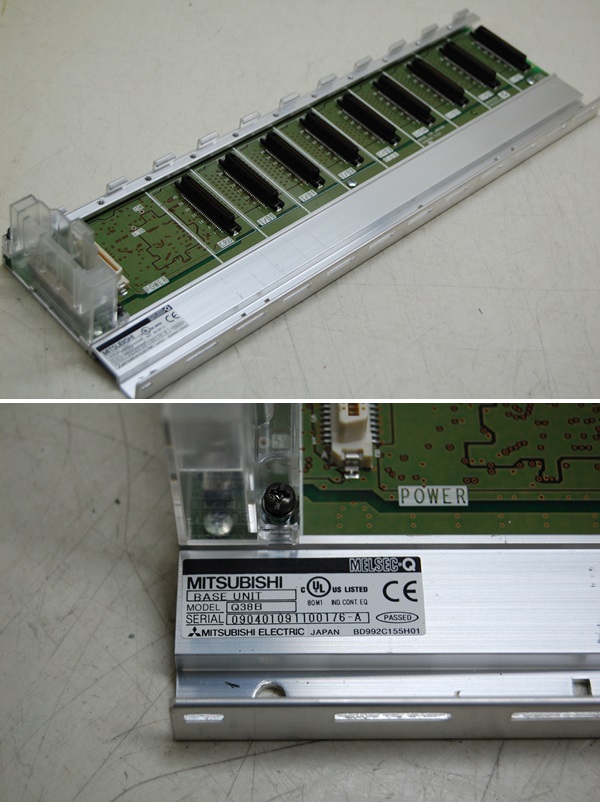 MITSUBISHI
POWER
MELSEC-Q
MITSUBISHI
BASE UNIT
MODEL Q38B
SERIAL 090401091100176-A
C UL US LISTED
80M1 IND.CONT.EQ.
CE
PASSED
MITSUBISHI ELECTRIC JAPAN BD992C155H01